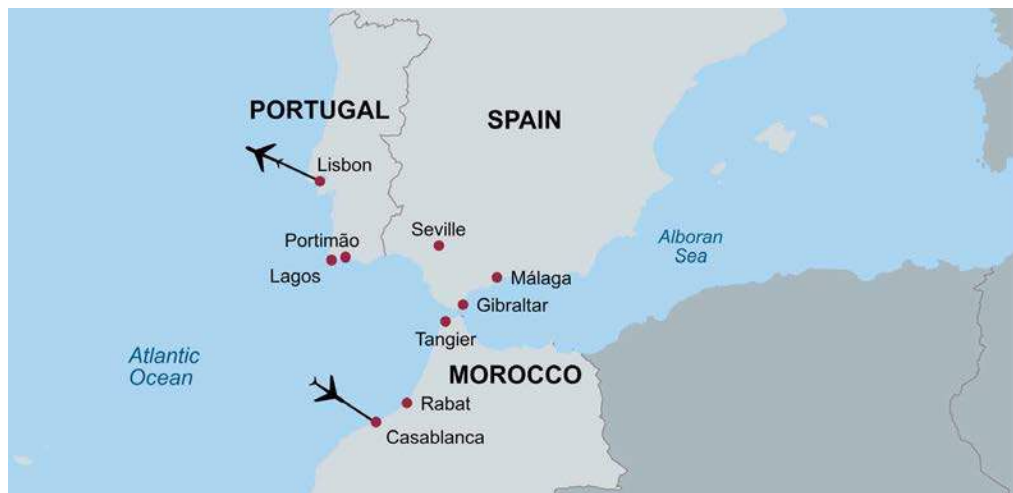 PORTUGAL
SPAIN
Lisbon
Seville
Portimão
Alboran
Sea
Lagos
Málaga
Gibraltar
Tangier
Atlantic
Ocean
MOROCCO
Rabat
Casablanca